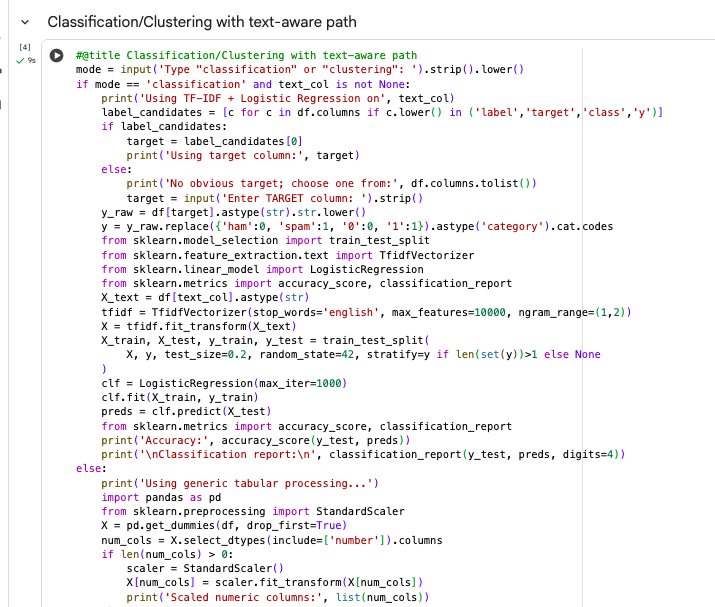 Classification/Clustering with text-aware path
[4]
9s
#@title Classification/Clustering with text-aware path
mode = input('Type "classification" or "clustering": ').strip().lower()
if mode == 'classification' and text_col is not None:
    print('Using TF-IDF + Logistic Regression on', text_col)
    label_candidates = [c for c in df.columns if c.lower() in ('label','target','class','y')]
    if label_candidates:
        target = label_candidates[0]
        print('Using target column:', target)
    else:
        print('No obvious target; choose one from:', df.columns.tolist())
        target = input('Enter TARGET column: ').strip()
    y_raw = df[target].astype(str).str.lower()
    y = y_raw.replace({'ham':0, 'spam':1, '0':0, '1':1}).astype('category').cat.codes
    from sklearn.model_selection import train_test_split
    from sklearn.feature_extraction.text import TfidfVectorizer
    from sklearn.linear_model import LogisticRegression
    from sklearn.metrics import accuracy_score, classification_report
    X_text = df[text_col].astype(str)
    tfidf = TfidfVectorizer(stop_words='english', max_features=10000, ngram_range=(1,2))
    X = tfidf.fit_transform(X_text)
    X_train, X_test, y_train, y_test = train_test_split(
        X, y, test_size=0.2, random_state=42, stratify=y if len(set(y))>1 else None
    )
    clf = LogisticRegression(max_iter=1000)
    clf.fit(X_train, y_train)
    preds = clf.predict(X_test)
    from sklearn.metrics import accuracy_score, classification_report
    print('Accuracy:', accuracy_score(y_test, preds))
    print('\nClassification report:\n', classification_report(y_test, preds, digits=4))
else:
    print('Using generic tabular processing...')
    import pandas as pd
    from sklearn.preprocessing import StandardScaler
    X = pd.get_dummies(df, drop_first=True)
    num_cols = X.select_dtypes(include=['number']).columns
    if len(num_cols) > 0:
        scaler = StandardScaler()
        X[num_cols] = scaler.fit_transform(X[num_cols])
        print('Scaled numeric columns:', list(num_cols))